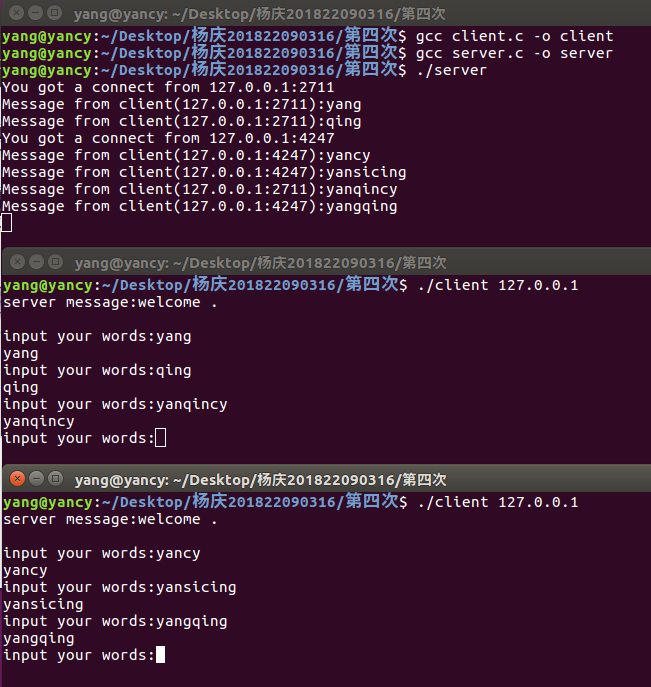 yang@yancy: ~/Desktop/杨庆201822090316/第四次
yang@yancy:~/Desktop/杨庆201822090316/第四次$ gcc client.c -o client
yang@yancy:~/Desktop/杨庆201822090316/第四次$ gcc server.c -o server
yang@yancy:~/Desktop/杨庆201822090316/第四次$ ./server
You got a connect from 127.0.0.1:2711
Message from client(127.0.0.1:2711):yang
Message from client(127.0.0.1:2711):qing
You got a connect from 127.0.0.1:4247
Message from client(127.0.0.1:4247):yancy
Message from client(127.0.0.1:4247):yansicing
Message from client(127.0.0.1:2711):yanqincy
Message from client(127.0.0.1:4247):yangqing
yang@yancy: ~/Desktop/杨庆201822090316/第四次
yang@yancy:~/Desktop/杨庆201822090316/第四次$ ./client 127.0.0.1
server message:welcome .
input your words:yang
yang
input your words:qing
qing
input your words:yanqincy
yanqincy
input your words:
yang@yancy: ~/Desktop/杨庆201822090316/第四次
yang@yancy:~/Desktop/杨庆201822090316/第四次$ ./client 127.0.0.1
server message:welcome .
input your words:yancy
yancy
input your words:yansicing
yansicing
input your words:yangqing
yangqing
input your words: